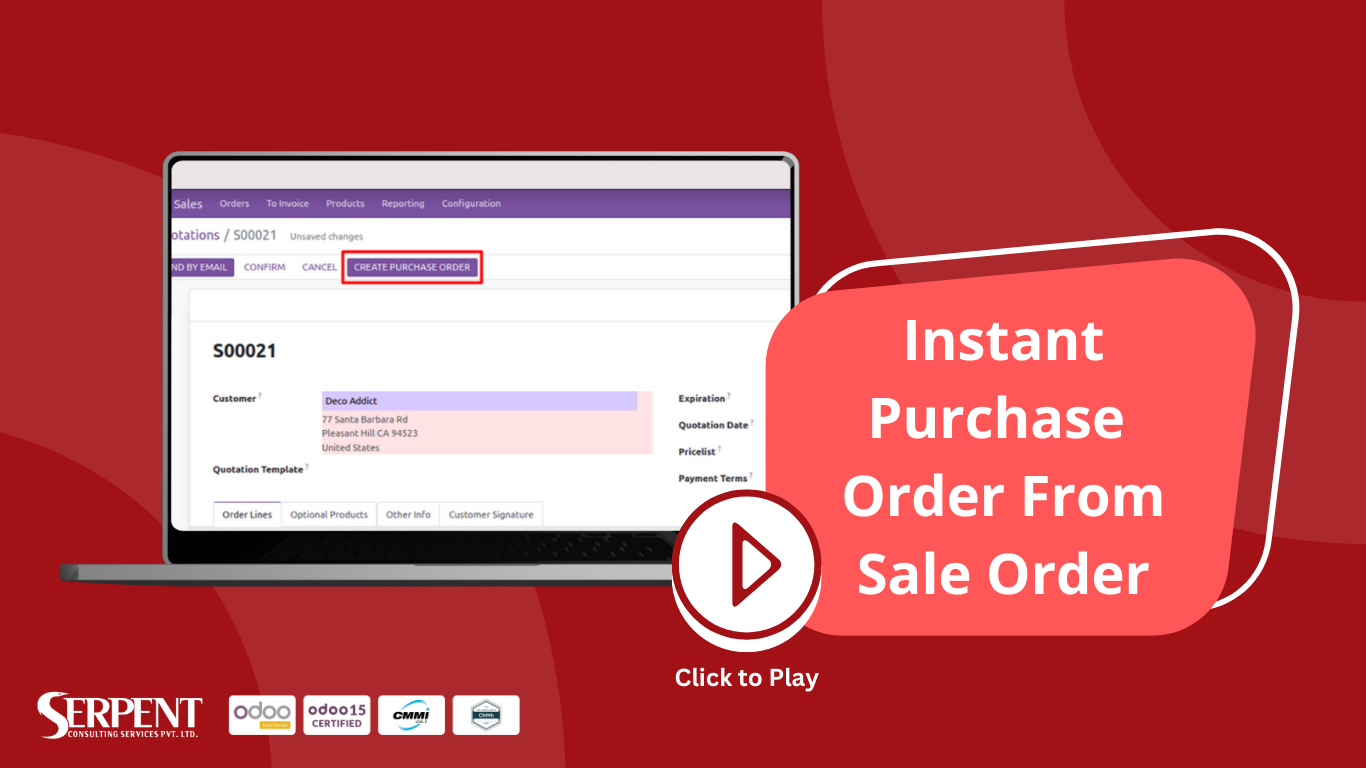 Sales Orders To Invoice Products Reporting Configuration
otations / S00021 Unsaved changes
ND BY EMAIL CONFIRM CANCEL CREATE PURCHASE ORDER
S00021
Customer ? Deco Addict
77 Santa Barbara Rd
Pleasant Hill CA 94523
United States
Quotation Template ?
Expiration ?
Quotation Date ?
Pricelist ?
Payment Terms ?
Order Lines Optional Products Other Info Customer Signature
Instant
Purchase
Order From
Sale Order
Click to Play
SERPENT
CONSULTING SERVICES PVT. LTD.
odoo
odoo15
CERTIFIED
CMMI